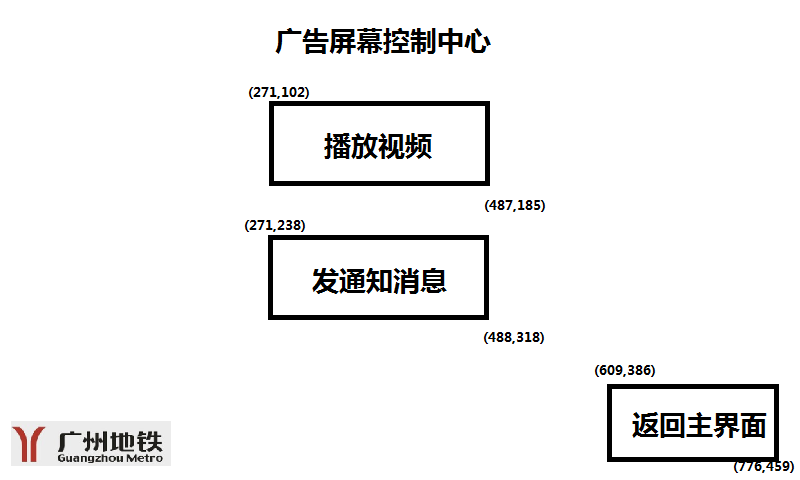 广告屏幕控制中心
(271,102)
播放视频
(487,185)
(271,238)
发通知消息
(488,318)
(609,386)
返回主界面
(776,459)
广州地铁
Guangzhou Metro